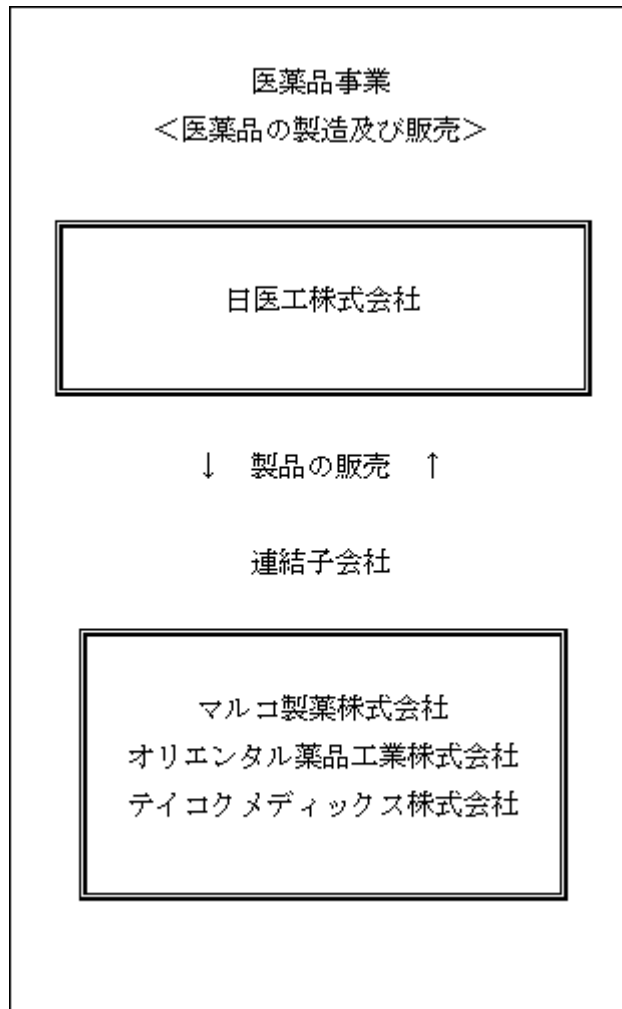 医薬品事業
＜医薬品の製造及び販売＞
日医工株式会社
↓　製品の販売　↑
連結子会社
マルコ製薬株式会社
オリエンタル薬品工業株式会社
テイコクメディックス株式会社